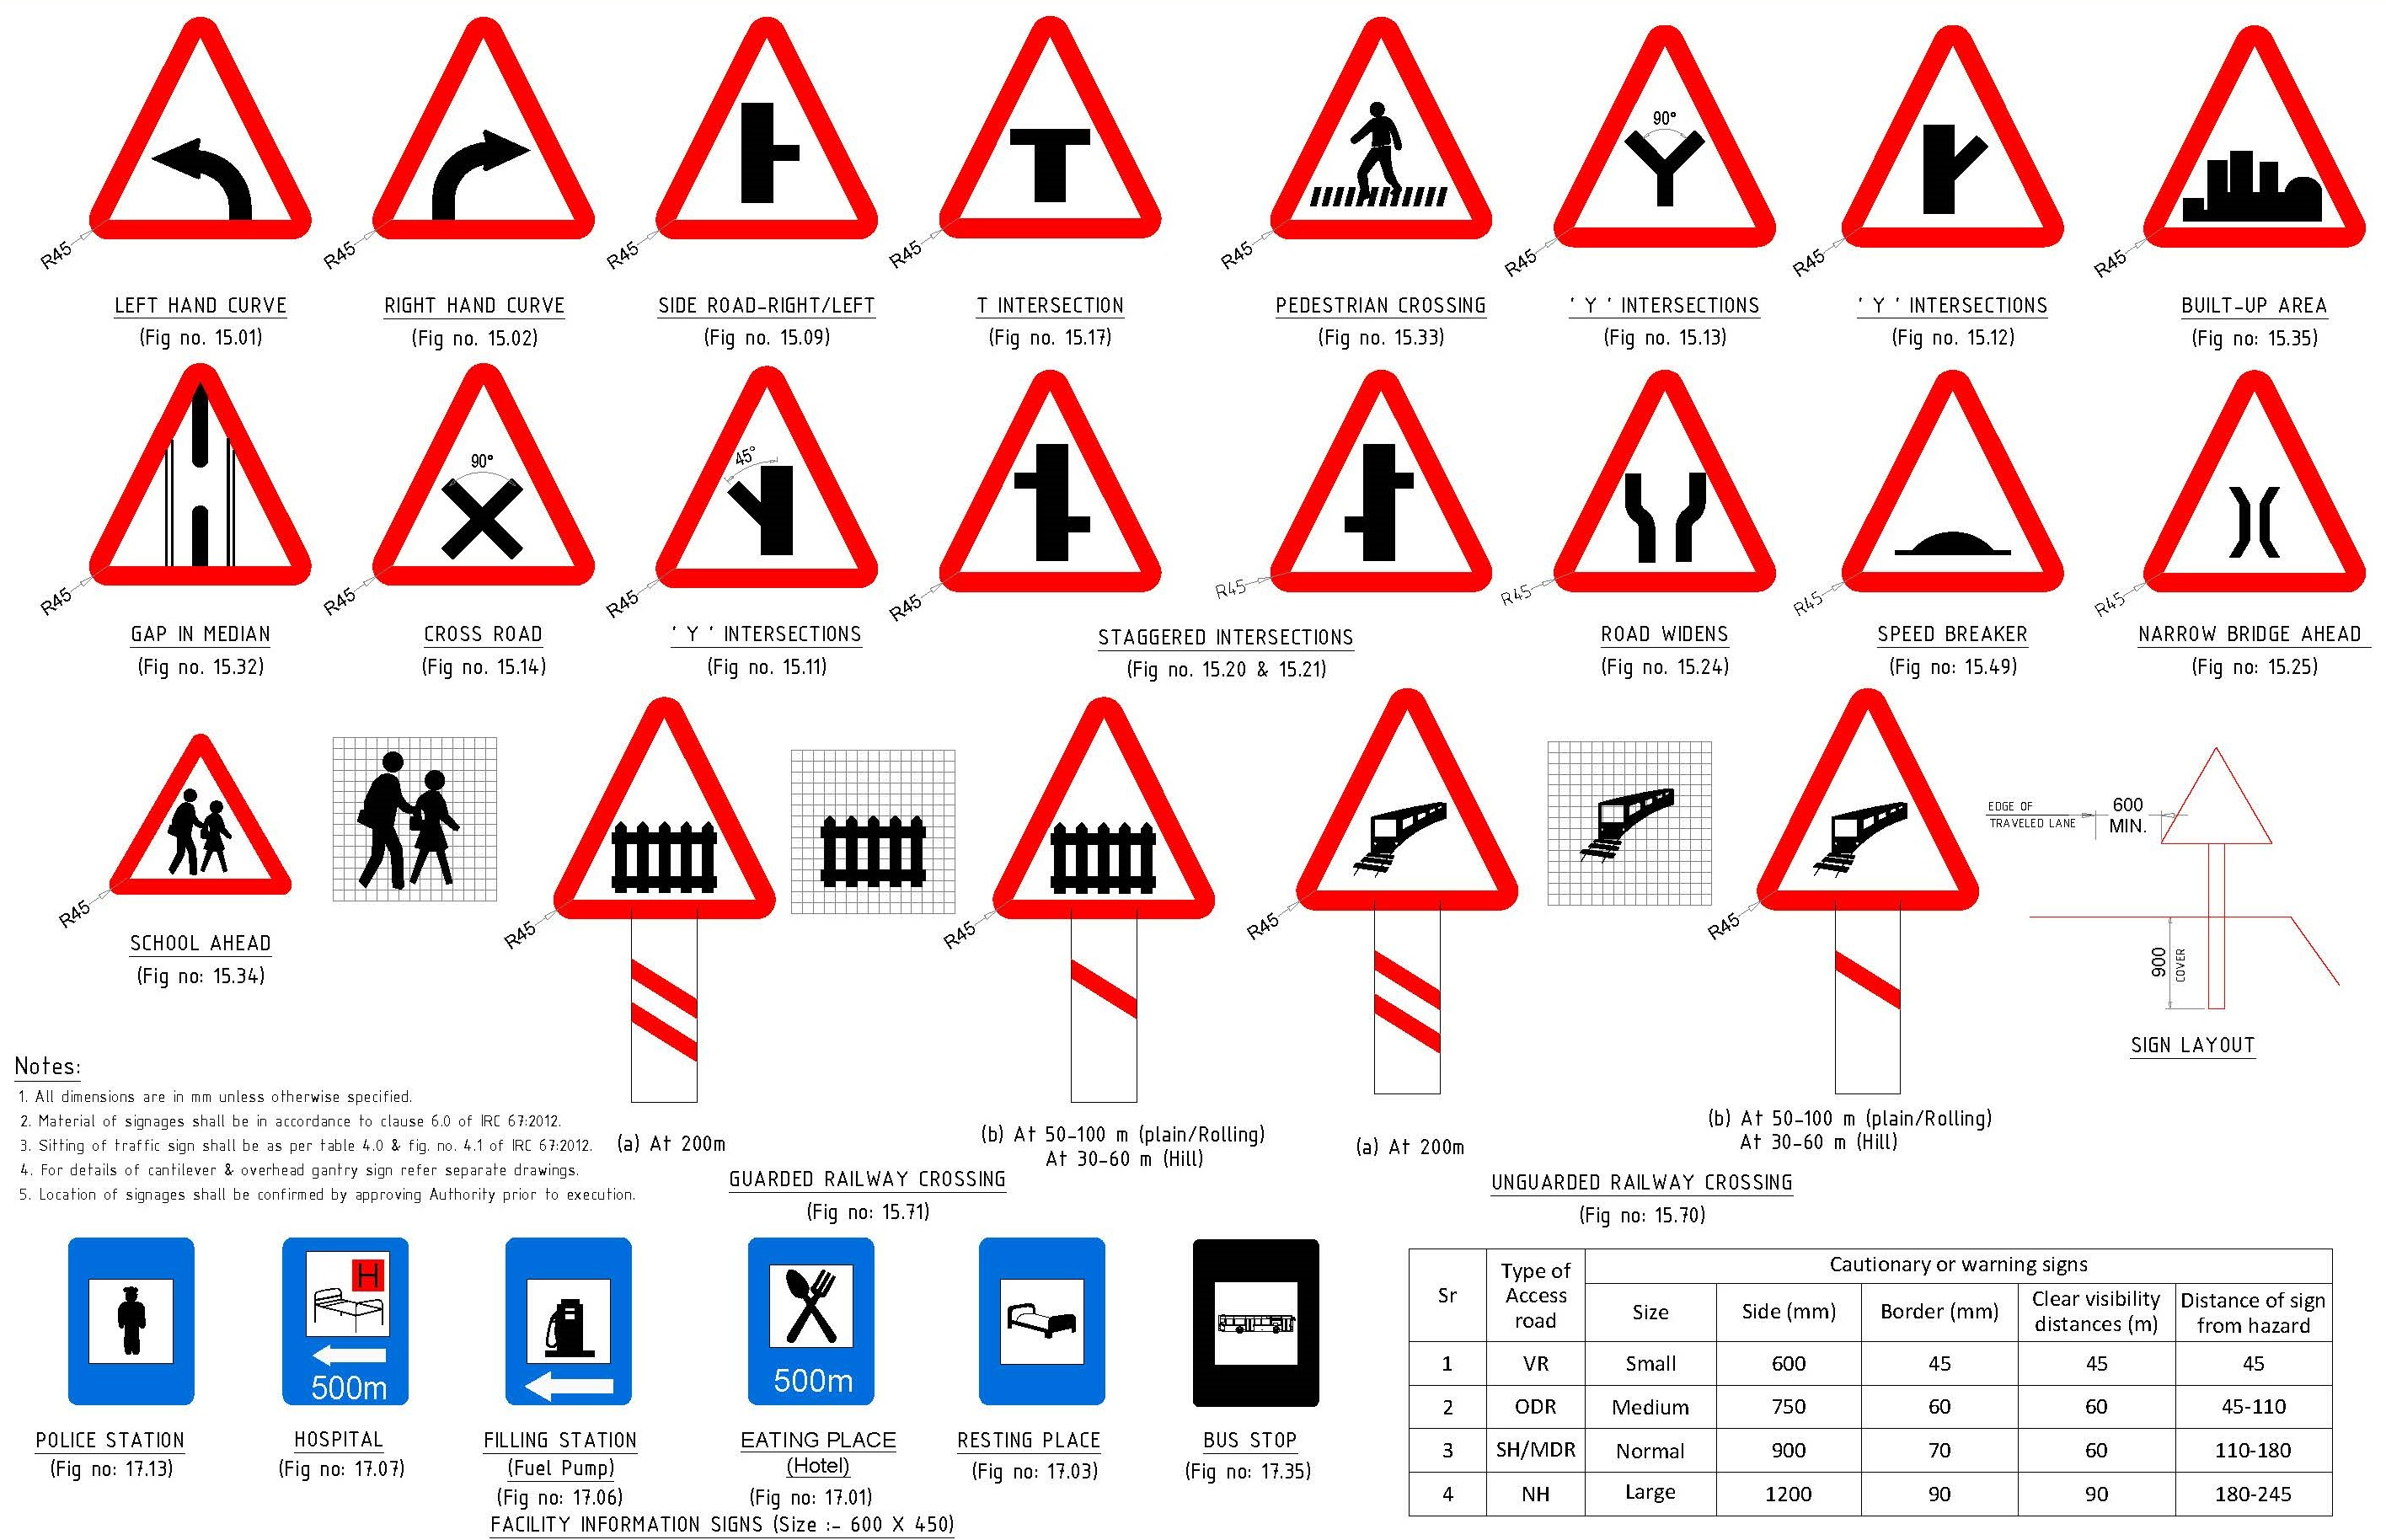 R45
R45
R45
R45
R45
90°
R45
R45
R45
LEFT HAND CURVE
(Fig no. 15.01)
RIGHT HAND CURVE
(Fig no. 15.02)
SIDE ROAD-RIGHT/LEFT
(Fig no. 15.09)
T INTERSECTION
(Fig no. 15.17)
PEDESTRIAN CROSSING
(Fig no. 15.33)
' Y ' INTERSECTIONS
(Fig no. 15.13)
' Y ' INTERSECTIONS
(Fig no. 15.12)
BUILT-UP AREA
(Fig no: 15.35)
R45
90°
R45
45°
R45
R45
R45
R45
R45
R45
GAP IN MEDIAN
(Fig no. 15.32)
CROSS ROAD
(Fig no. 15.14)
' Y ' INTERSECTIONS
(Fig no. 15.11)
STAGGERED INTERSECTIONS
(Fig no. 15.20 & 15.21)
ROAD WIDENS
(Fig no. 15.24)
SPEED BREAKER
(Fig no: 15.49)
NARROW BRIDGE AHEAD
(Fig no: 15.25)
R45
SCHOOL AHEAD
(Fig no: 15.34)
R45
R45
R45
R45
(a) At 200m
(b) At 50-100 m (plain/Rolling)
At 30-60 m (Hill)
GUARDED RAILWAY CROSSING
(Fig no: 15.71)
(a) At 200m
(b) At 50-100 m (plain/Rolling)
At 30-60 m (Hill)
UNGUARDED RAILWAY CROSSING
(Fig no: 15.70)
EDGE OF
TRAVELED LANE
600
MIN.
900
COVER
SIGN LAYOUT
Notes:
1. All dimensions are in mm unless otherwise specified.
2. Material of signages shall be in accordance to clause 6.0 of IRC 67:2012.
3. Sitting of traffic sign shall be as per table 4.0 & fig. no. 4.1 of IRC 67:2012.
4. For details of cantilever & overhead gantry sign refer separate drawings.
5. Location of signages shall be confirmed by approving Authority prior to execution.
POLICE STATION
(Fig no: 17.13)
H
500m
HOSPITAL
(Fig no: 17.07)
FILLING STATION
(Fuel Pump)
(Fig no: 17.06)
500m
EATING PLACE
(Hotel)
(Fig no: 17.01)
RESTING PLACE
(Fig no: 17.03)
BUS STOP
(Fig no: 17.35)
FACILITY INFORMATION SIGNS (Size :- 600 X 450)
Sr
Type of Access road
Cautionary or warning signs
Size
Side (mm)
Border (mm)
Clear visibility distances (m)
Distance of sign from hazard
1 VR Small 600 45 45 45
2 ODR Medium 750 60 60 45-110
3 SH/MDR Normal 900 70 60 110-180
4 NH Large 1200 90 90 180-245